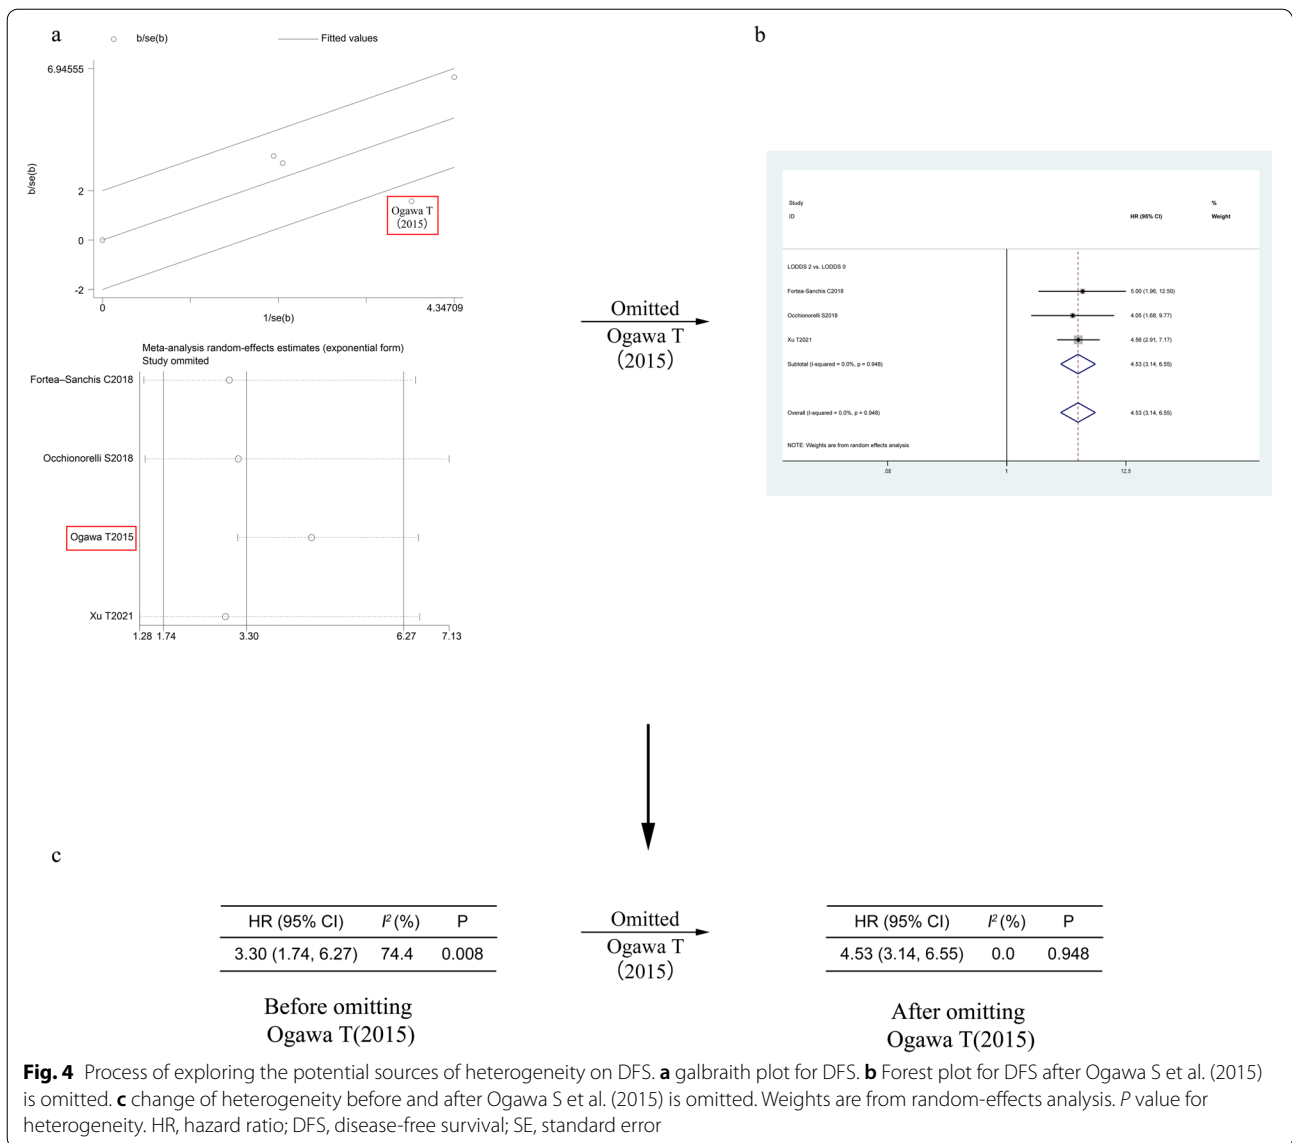 a
b/se(b)
Fitted values
6.94555
2
0
-2
b/se(b)
Ogawa T
(2015)
0
4.34709
1/se(b)
Meta-analysis random-effects estimates (exponential form)
Study ommited
Fortea–Sanchis C2018
Occhionorelli S2018
Ogawa T2015
Xu T2021
1.28 1.74 3.30 6.27 7.13
Omitted
Ogawa T
(2015)
b
Study %
ID HR (95% CI) Weight
LODDS 2 vs. LODDS 0
Fortea-Sanchis C2018 5.00 (1.98, 12.50)
Occhionorelli S2018 4.05 (1.68, 9.77)
Xu T2021 4.56 (2.91, 7.17)
Subtotal (I-squared = 0.0%, p = 0.948) 4.53 (3.14, 6.55)
Overall (I-squared = 0.0%, p = 0.948) 4.53 (3.14, 6.55)
NOTE: Weights are from random effects analysis
.08 1 12.5
c
HR (95% CI) I²(%) P
3.30 (1.74, 6.27) 74.4 0.008
Before omitting
Ogawa T(2015)
Omitted
Ogawa T
(2015)
HR (95% CI) I²(%) P
4.53 (3.14, 6.55) 0.0 0.948
After omitting
Ogawa T(2015)
Fig. 4 Process of exploring the potential sources of heterogeneity on DFS. a galbraith plot for DFS. b Forest plot for DFS after Ogawa S et al. (2015)
is omitted. c change of heterogeneity before and after Ogawa S et al. (2015) is omitted. Weights are from random-effects analysis. P value for
heterogeneity. HR, hazard ratio; DFS, disease-free survival; SE, standard error